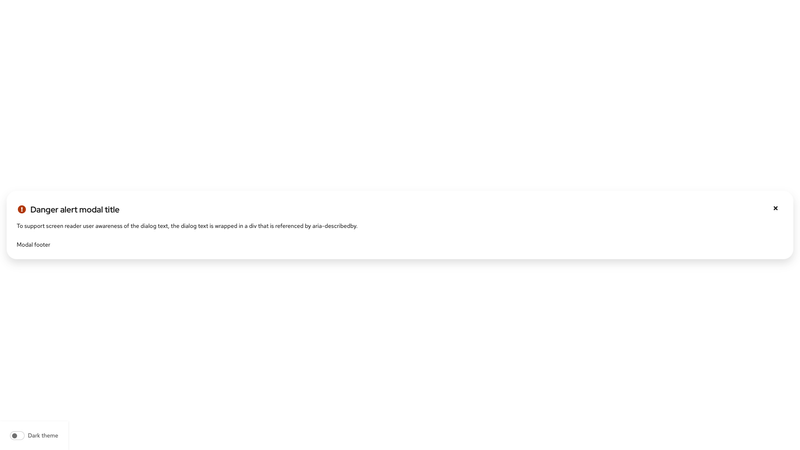 Danger alert modal title
To support screen reader user awareness of the dialog text, the dialog text is wrapped in a div that is referenced by aria-describedby.
Modal footer
Dark theme